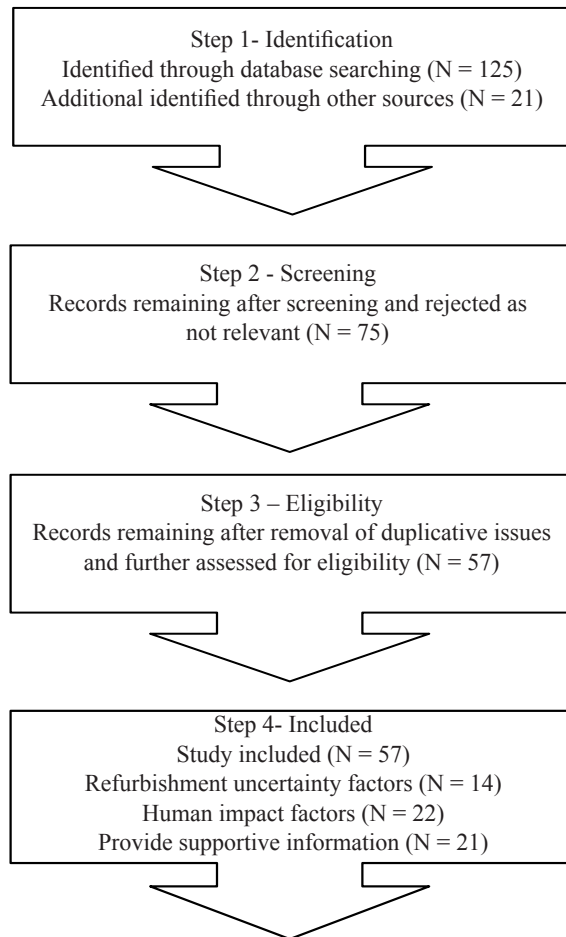 Step 1- Identification
Identified through database searching (N = 125)
Additional identified through other sources (N = 21)
Step 2 - Screening
Records remaining after screening and rejected as
not relevant (N = 75)
Step 3 – Eligibility
Records remaining after removal of duplicative issues
and further assessed for eligibility (N = 57)
Step 4- Included
Study included (N = 57)
Refurbishment uncertainty factors (N = 14)
Human impact factors (N = 22)
Provide supportive information (N = 21)